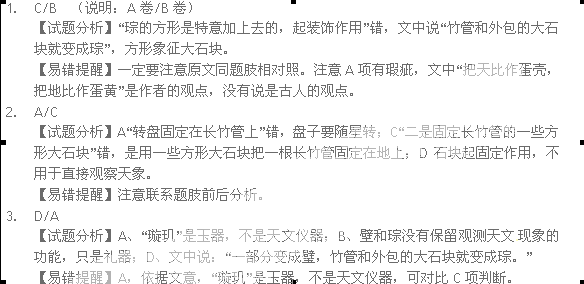 1. C/B （说明：A 卷/B 卷）
【试题分析】“琮的方形是特意加上去的，起装饰作用”错，文中说“竹管和外包的大石
块就变成琮”，方形象征大石块。
【易错提醒】一定要注意原文同题肢相对照。注意 A 项有瑕疵，文中“把天比作蛋壳，
把地比作蛋黄”是作者的观点，没有说是古人的观点。
2. A/C
【试题分析】A“转盘固定在长竹管上”错，盘子要随星转；C“二是固定长竹管的一些方
形大石块”错，是用一些方形大石块把一根长竹管固定在地上；D 石块起固定作用，不
用于直接观察天象。
【易错提醒】注意联系题肢前后分析。
3. D/A
【试题分析】A、“璇玑”是玉器，不是天文仪器；B、璧和琮没有保留观测天文 现象的
功能，只是礼器；D、文中说：“一部分变成璧，竹管和外包的大石块就变成琮。”
【易错提醒】A，依据文意，“璇玑”是玉器，不是天文仪器，可对比 C 项判断。